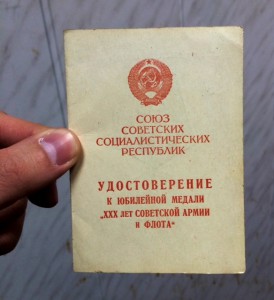 СОЮЗ
СОВЕТСКИХ
СОЦИАЛИСТИЧЕСКИХ
РЕСПУБЛИК
УДОСТОВЕРЕНИЕ
К ЮБИЛЕЙНОЙ МЕДАЛИ
„XXX ЛЕТ СОВЕТСКОЙ АРМИИ
И ФЛОТА“